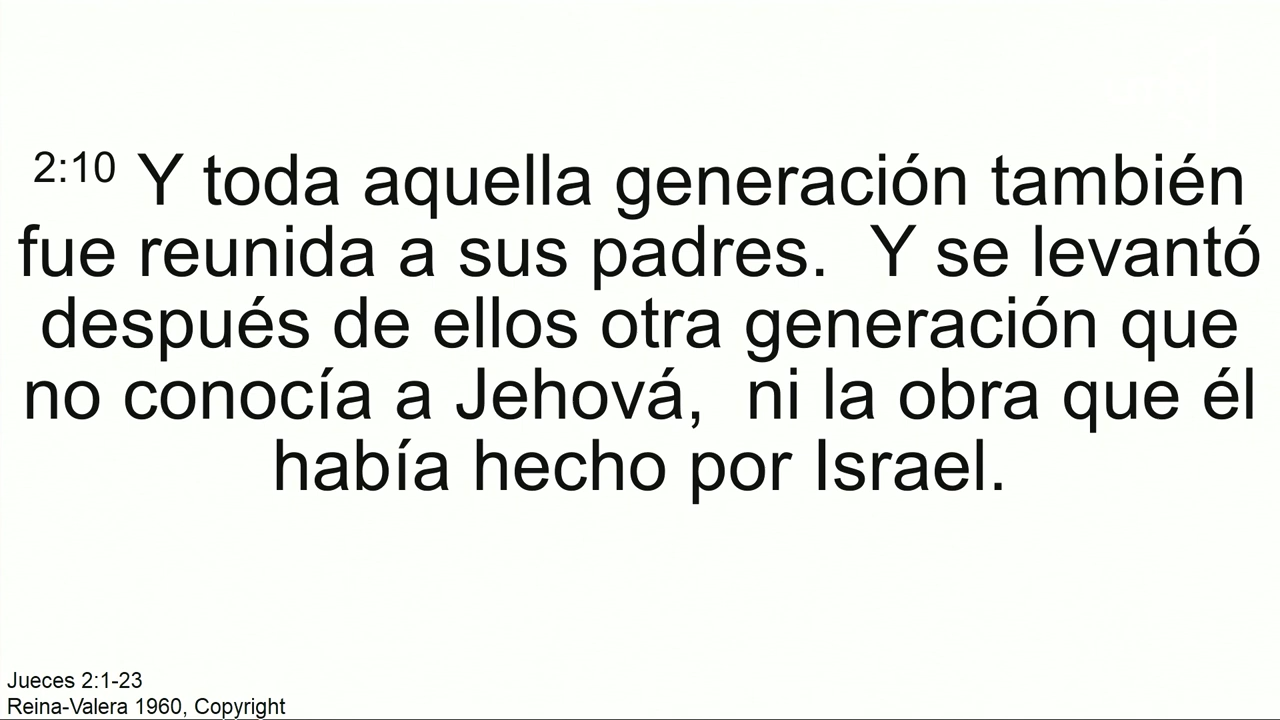 2:10 Y toda aquella generación también
fue reunida a sus padres. Y se levantó
después de ellos otra generación que
no conocía a Jehová, ni la obra que él
había hecho por Israel.
Jueces 2:1-23
Reina-Valera 1960, Copyright